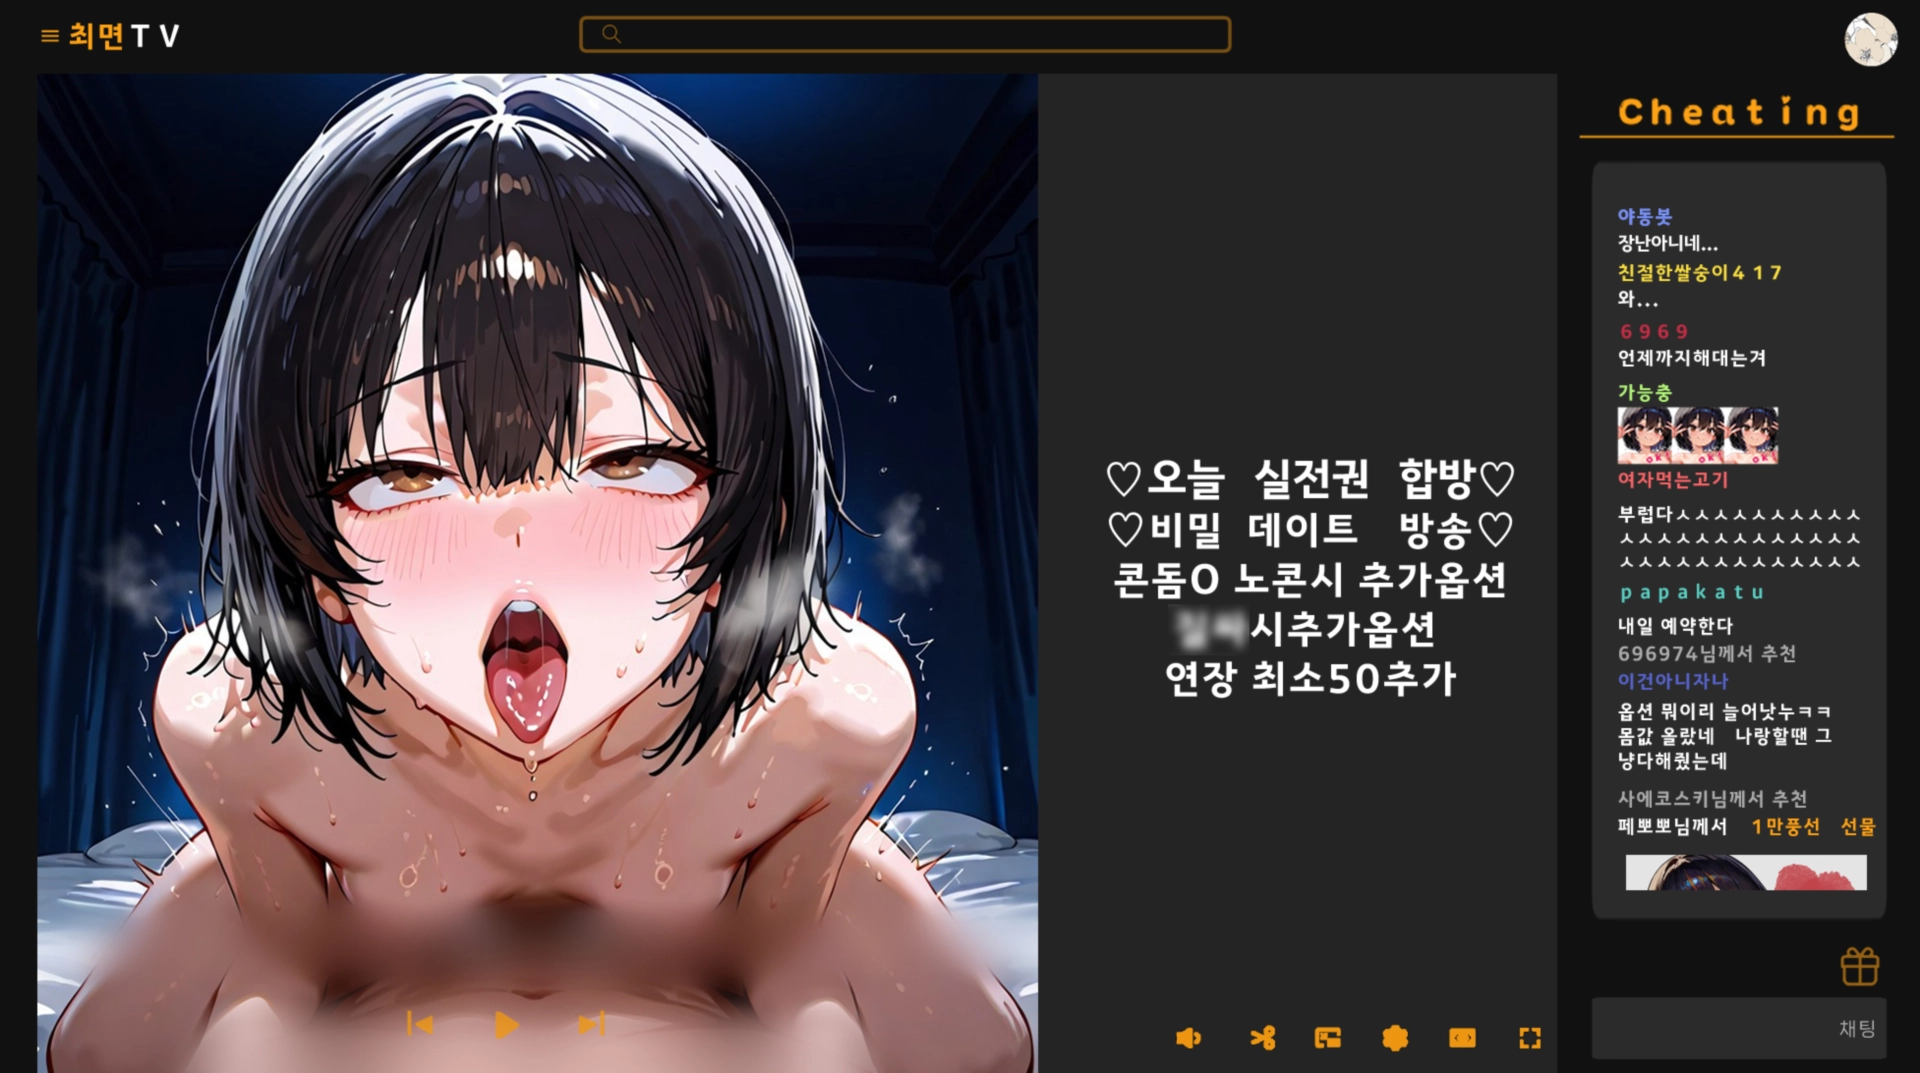 최면TV
Cheating
♡오늘 실전권 합방♡
♡비밀 데이트 방송♡
콘돔O 노콘시 추가옵션
시추가옵션
연장 최소50추가
야동봇
장난아니네...
친절한쌀숭이417
와...
6969
언제까지해대는겨
가능충
여자먹는고기
부럽다ㅅㅅㅅㅅㅅㅅㅅㅅㅅㅅ
ㅅㅅㅅㅅㅅㅅㅅㅅㅅㅅㅅㅅㅅ
ㅅㅅㅅㅅㅅㅅㅅㅅㅅㅅㅅㅅㅅ
papakatu
내일 예약한다
696974님께서 추천
이건아니자나
옵션 뭐이리 늘어낫누ㅋㅋ
몸값 올랐네 나랑할땐 그
냥다해줬는데
사에코스키님께서 추천
페뽀뽀님께서 1만풍선 선물
채팅